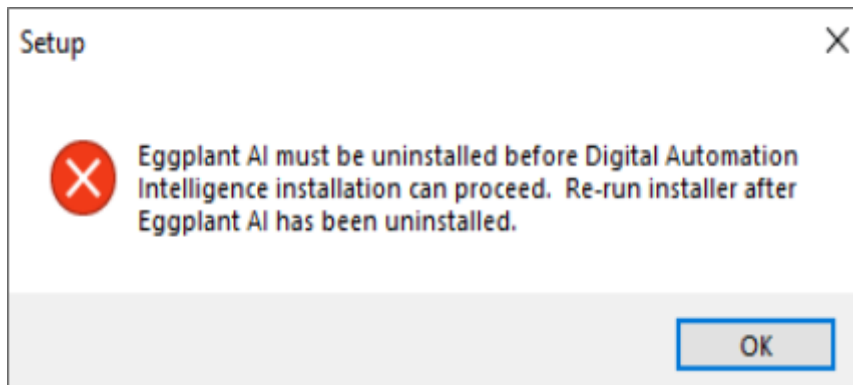 Setup
Eggplant AI must be uninstalled before Digital Automation
Intelligence installation can proceed.  Re-run installer after
Eggplant AI has been uninstalled.
OK